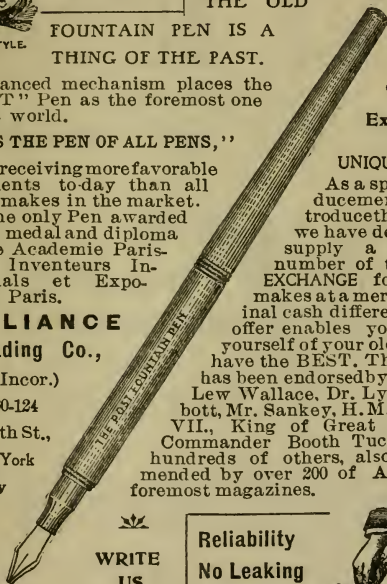 THE OLD
STYLE
FOUNTAIN PEN IS A
THING OF THE PAST.
anced mechanism places the
T" Pen as the foremost one
world.
S THE PEN OF ALL PENS,"
receiving more favorable
ents to-day than all
makes in the market.
ne only Pen awarded
medal and diploma
Academie Paris-
Inventeurs In-
als et Expo-
Paris.
LLIANCE
ding Co.,
Incor.)
0-124
th St.,
York
y
THE POST FOUNTAIN PEN
Ex
UNIQU
As a sp
ducemen
troduce th
we have de
supply a
number of t
EXCHANGE fo
makes at a mer
inal cash differe
offer enables yo
yourself of your ol
have the BEST. Th
has been endorsed by
Lew Wallace, Dr. Ly
bott, Mr. Sankey, H. M
VII., King of Great
Commander Booth Tuc
hundreds of others, also
mended by over 200 of A
foremost magazines.
WRITE
US
Reliability
No Leaking